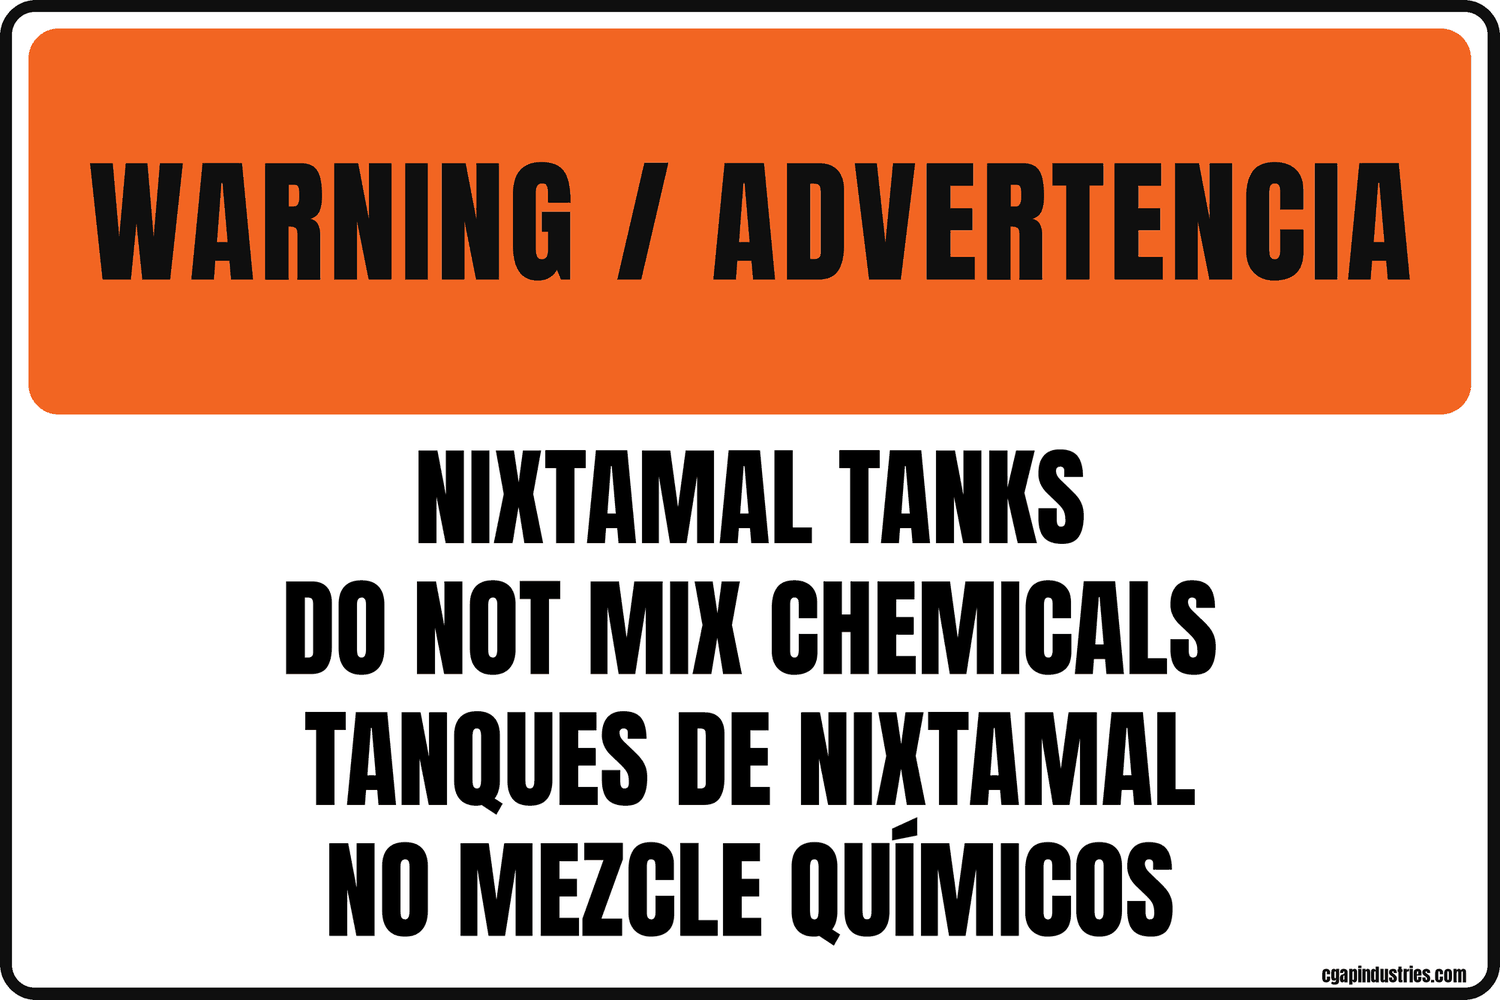 WARNING / ADVERTENCIA
NIXTAMAL TANKS
DO NOT MIX CHEMICALS
TANQUES DE NIXTAMAL
NO MEZCLE QUÍMICOS
cgapindustries.com